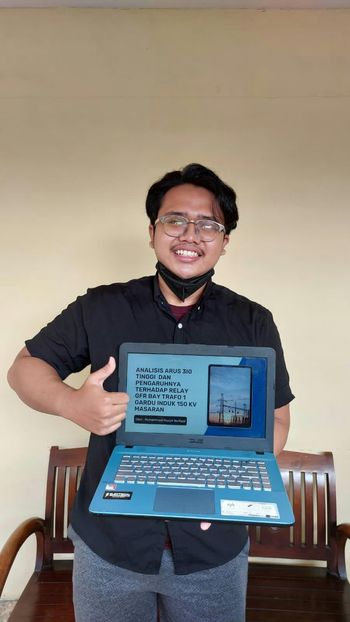 ANALISIS ARUS 3I0
TINGGI DAN
PENGARUHNYA
TERHADAP RELAY
GFR BAY TRAFO 1
GARDU INDUK 150 KV
MASARAN